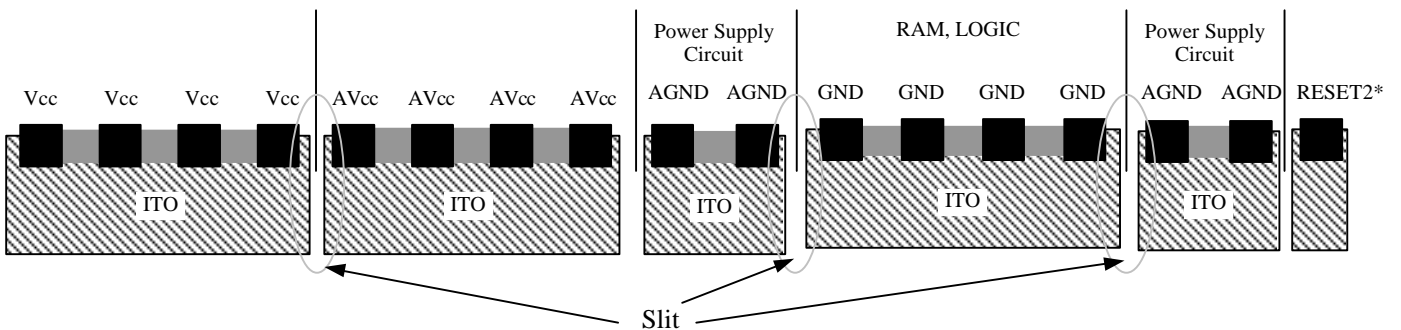 Power Supply Circuit
RAM, LOGIC
Power Supply Circuit
Vcc Vcc Vcc Vcc AVcc AVcc AVcc AVcc AGND AGND GND GND GND GND AGND AGND RESET2*
ITO ITO ITO ITO ITO
Slit